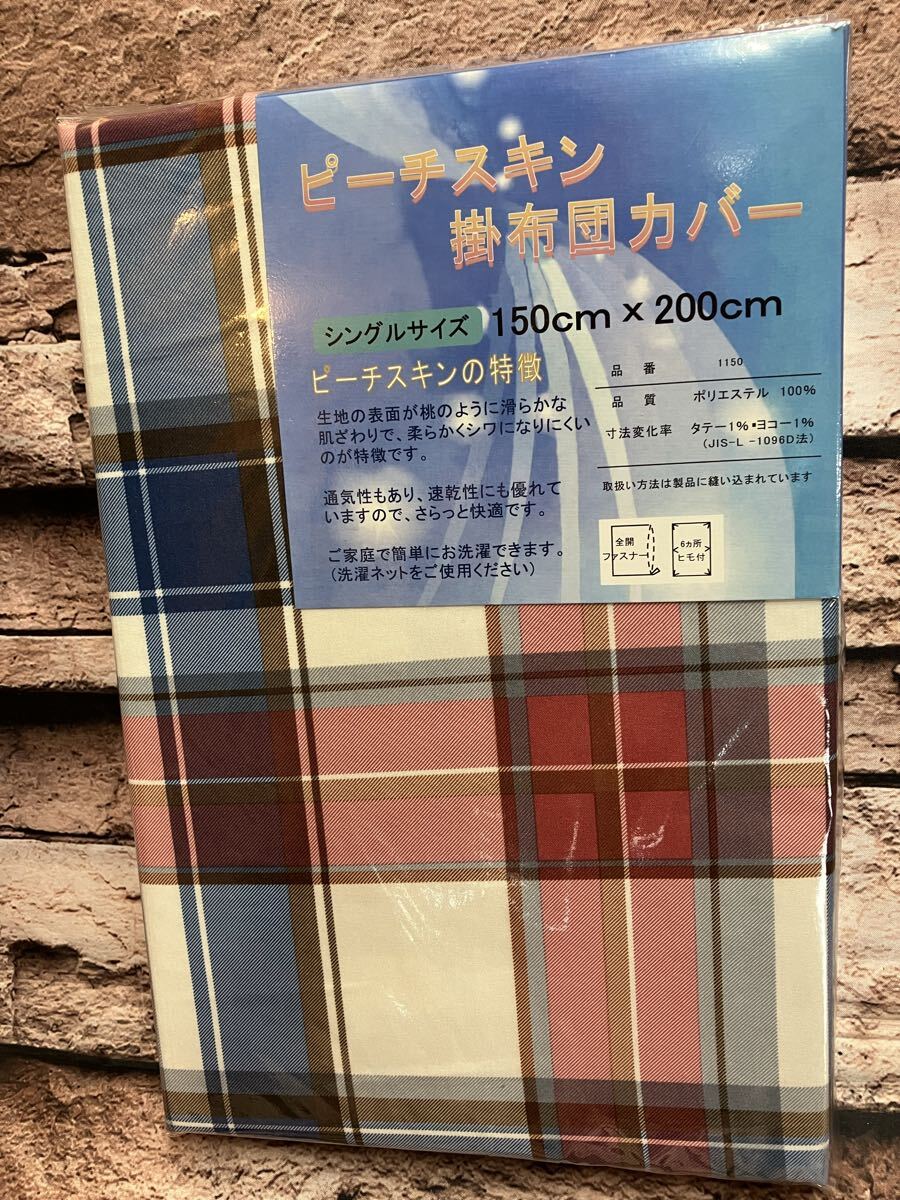 ピーチスキン
掛布団カバー
シングルサイズ 150cm x 200cm
ピーチスキンの特徴
生地の表面が桃のように滑らかな
肌ざわりで、柔らかくシワになりにくい
のが特徴です。
通気性もあり、速乾性にも優れて
いますので、さらっと快適です。
ご家庭で簡単にお洗濯できます。
(洗濯ネットをご使用ください)
品番 1150
品質 ポリエステル 100%
寸法変化率 タテー1%▪ヨコー1%
(JIS-L -1096D法)
取扱い方法は製品に縫い込まれています
全開
ファスナー
6ヵ所
ヒモ付